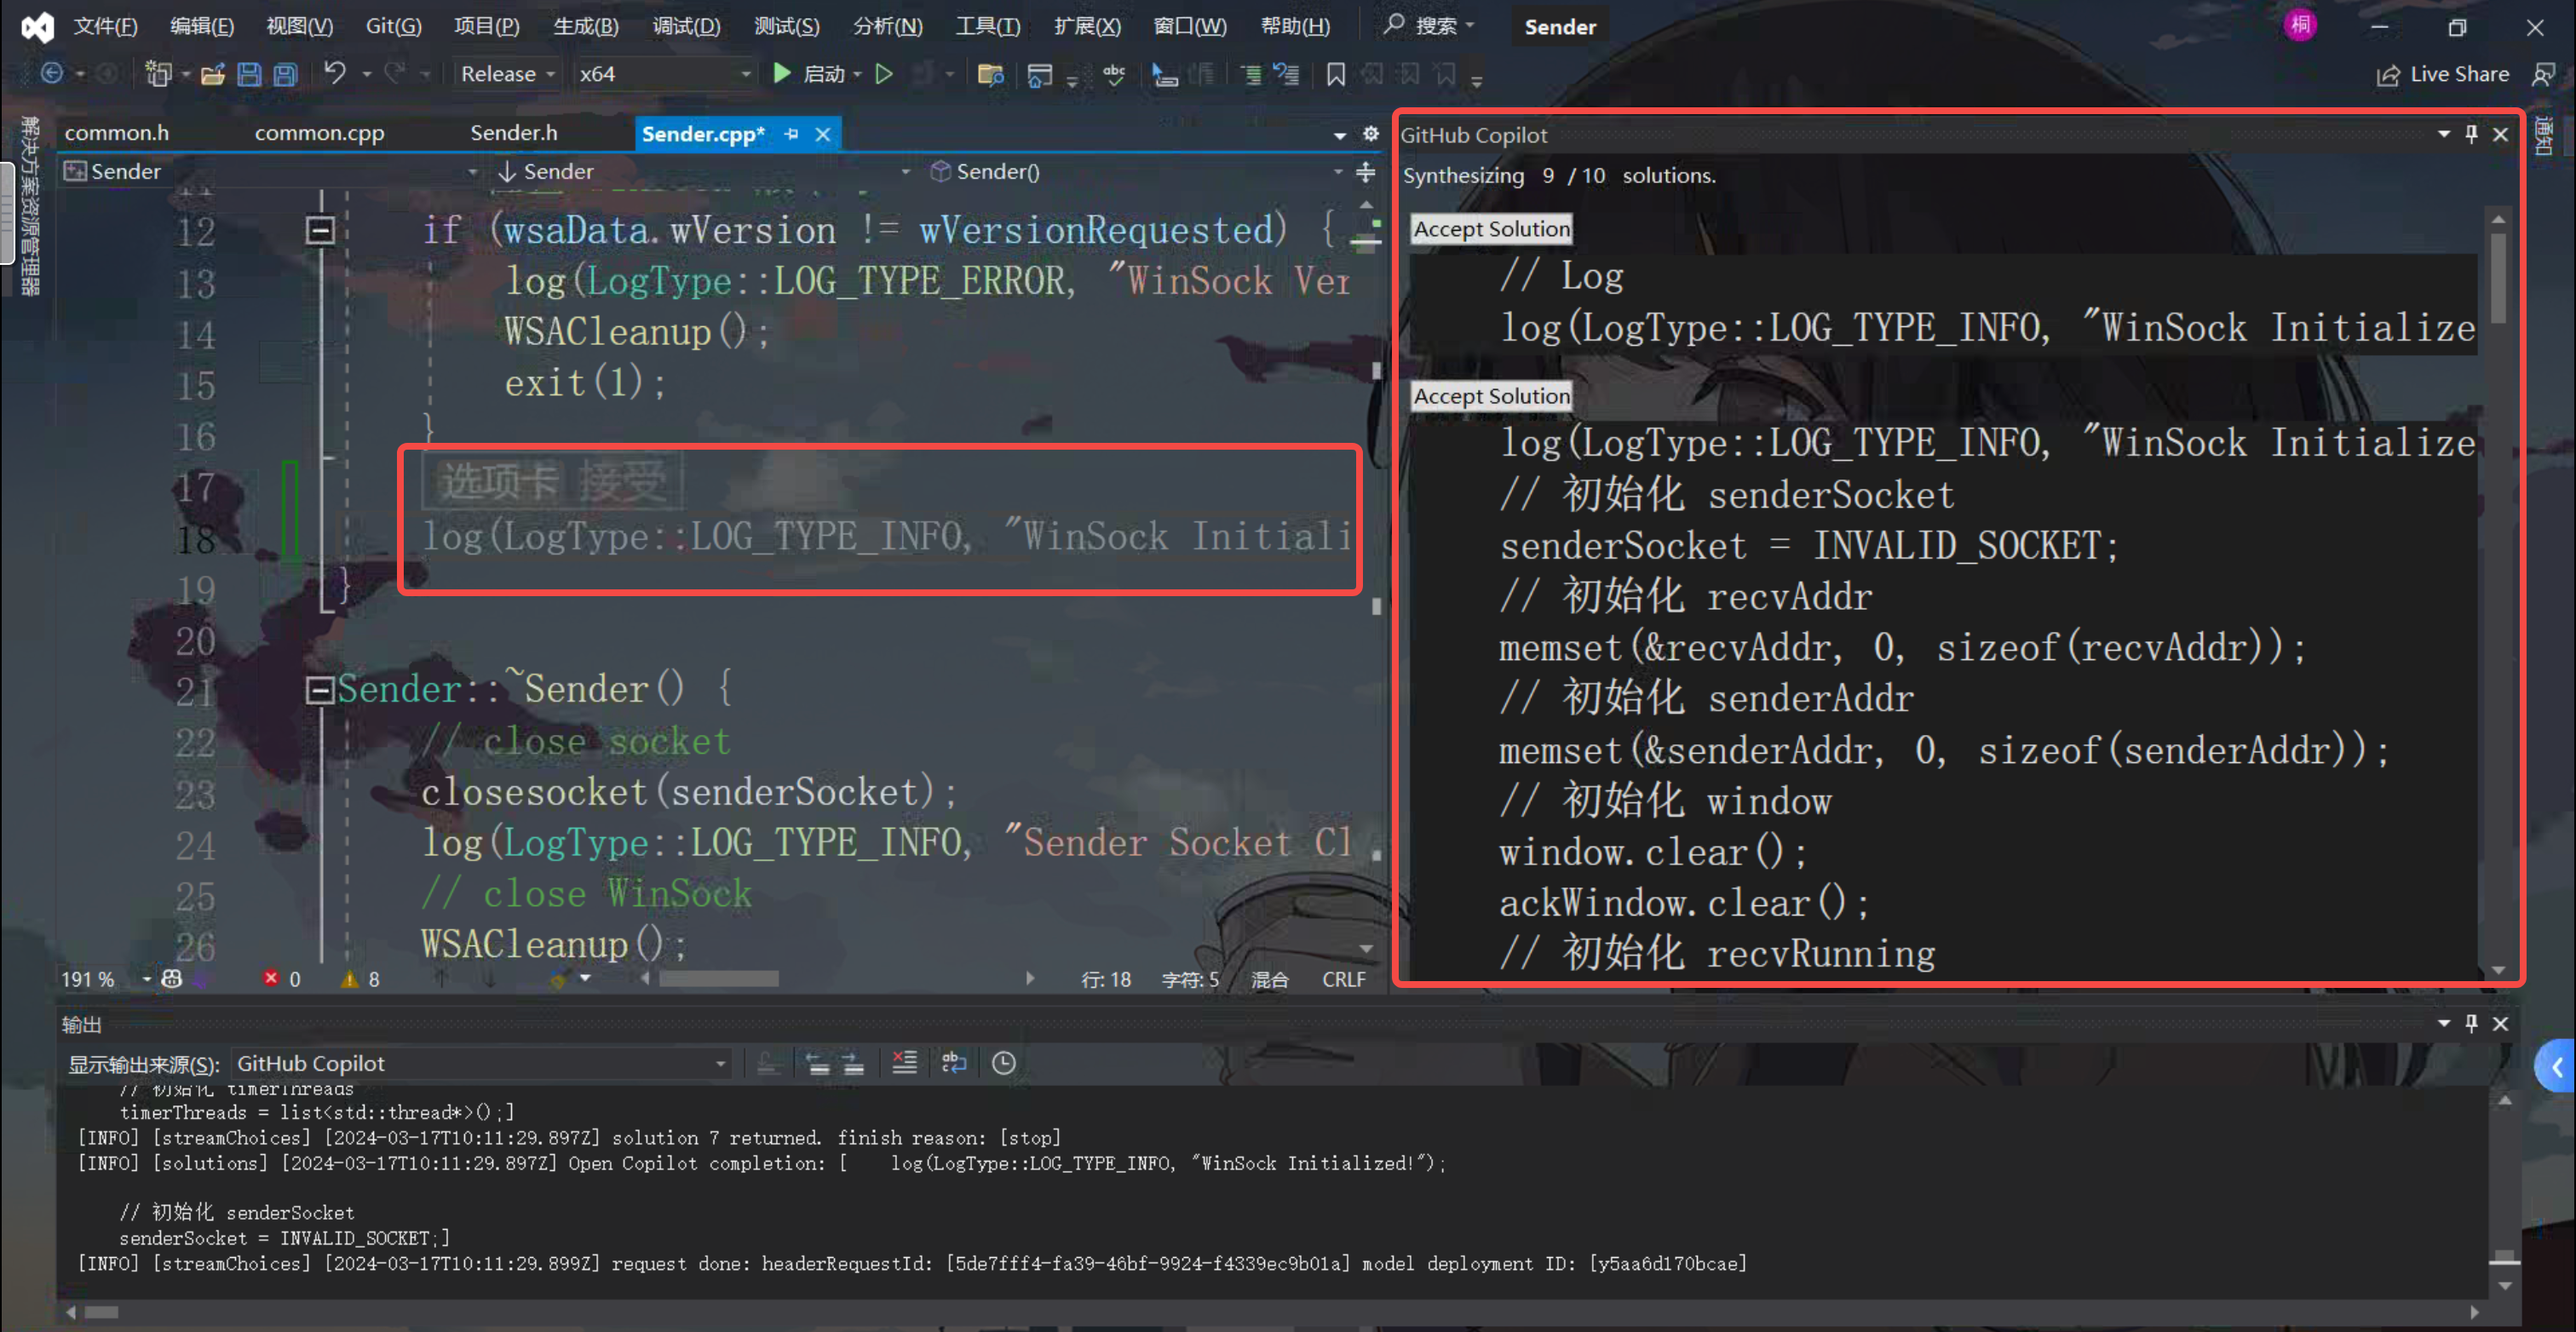 文件(F) 编辑(E) 视图(V) Git(G) 项目(P) 生成(B) 调试(D) 测试(S) 分析(N) 工具(T) 扩展(X) 窗口(W) 帮助(H) 搜索 Sender 桐
Release x64 启动 Live Share
解决方案资源管理器
common.h common.cpp Sender.h Sender.cpp*
Sender Sender Sender()
12 if (wsaData.wVersion != wVersionRequested) {
13 log(LogType::LOG_TYPE_ERROR, "WinSock Ver
14 WSACleanup();
15 exit(1);
16 }
17 选项卡 接受
18 log(LogType::LOG_TYPE_INFO, "WinSock Initiali
19 }
20
21 Sender::~Sender() {
22 // close socket
23 closesocket(senderSocket);
24 log(LogType::LOG_TYPE_INFO, "Sender Socket Cl
25 // close WinSock
26 WSACleanup();
191 % 0 8 行: 18 字符: 5 混合 CRLF
GitHub Copilot
Synthesizing 9 / 10 solutions.
Accept Solution
// Log
log(LogType::LOG_TYPE_INFO, "WinSock Initialize
Accept Solution
log(LogType::LOG_TYPE_INFO, "WinSock Initialize
// 初始化 senderSocket
senderSocket = INVALID_SOCKET;
// 初始化 recvAddr
memset(&recvAddr, 0, sizeof(recvAddr));
// 初始化 senderAddr
memset(&senderAddr, 0, sizeof(senderAddr));
// 初始化 window
window.clear();
ackWindow.clear();
// 初始化 recvRunning
通知
输出
显示输出来源(S): GitHub Copilot
// 初始化 timerThreads
timerThreads = list<std::thread*>();]
[INFO] [streamChoices] [2024-03-17T10:11:29.897Z] solution 7 returned. finish reason: [stop]
[INFO] [solutions] [2024-03-17T10:11:29.897Z] Open Copilot completion: [ log(LogType::LOG_TYPE_INFO, "WinSock Initialized!");
// 初始化 senderSocket
senderSocket = INVALID_SOCKET;]
[INFO] [streamChoices] [2024-03-17T10:11:29.899Z] request done: headerRequestId: [5de7fff4-fa39-46bf-9924-f4339ec9b01a] model deployment ID: [y5aa6d170bcae]